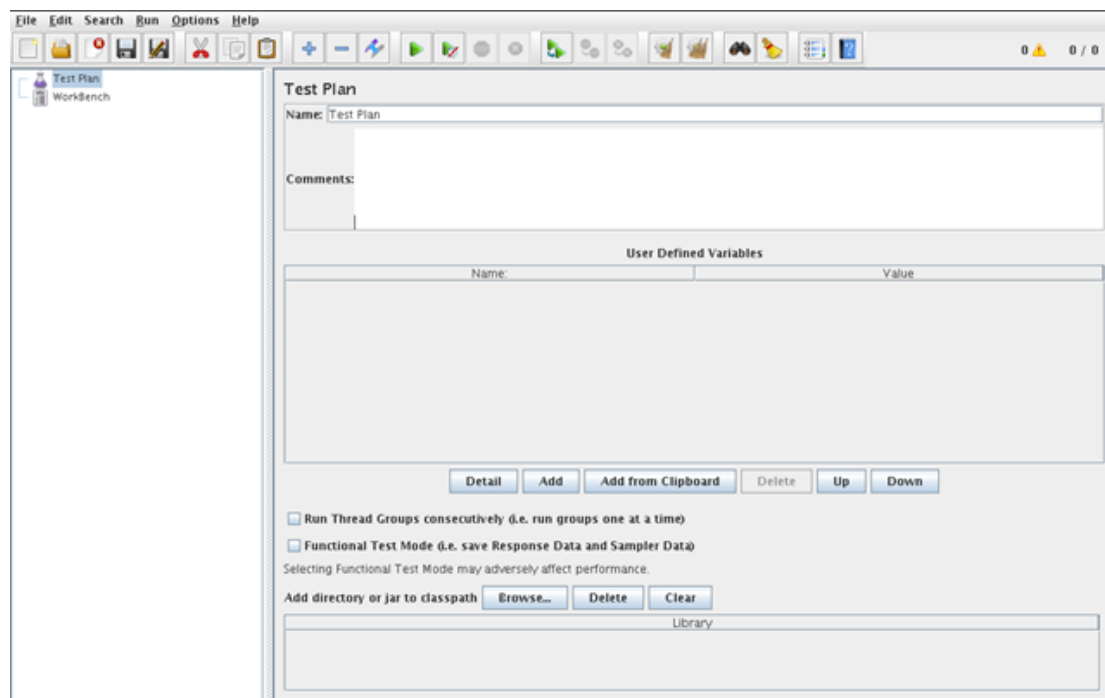 File Edit Search Run Options Help
0 0 / 0
Test Plan
WorkBench
Test Plan
Name: Test Plan
Comments:
User Defined Variables
Name: Value
Detail Add Add from Clipboard Delete Up Down
Run Thread Groups consecutively (i.e. run groups one at a time)
Functional Test Mode (i.e. save Response Data and Sampler Data)
Selecting Functional Test Mode may adversely affect performance.
Add directory or jar to classpath Browse... Delete Clear
Library